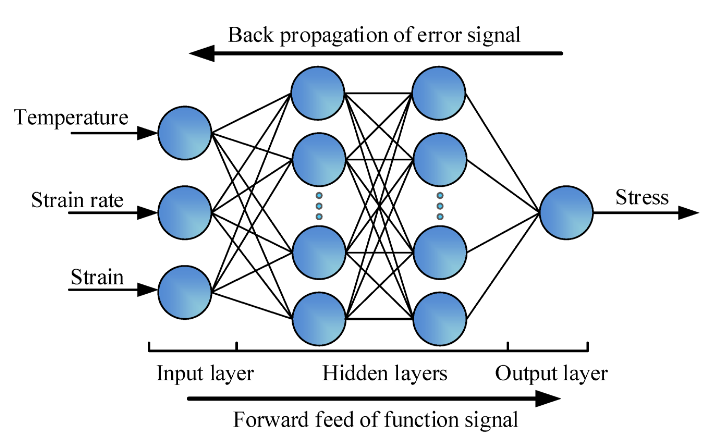 Back propagation of error signal
Temperature
Strain rate
Strain
Stress
Input layer
Hidden layers
Output layer
Forward feed of function signal